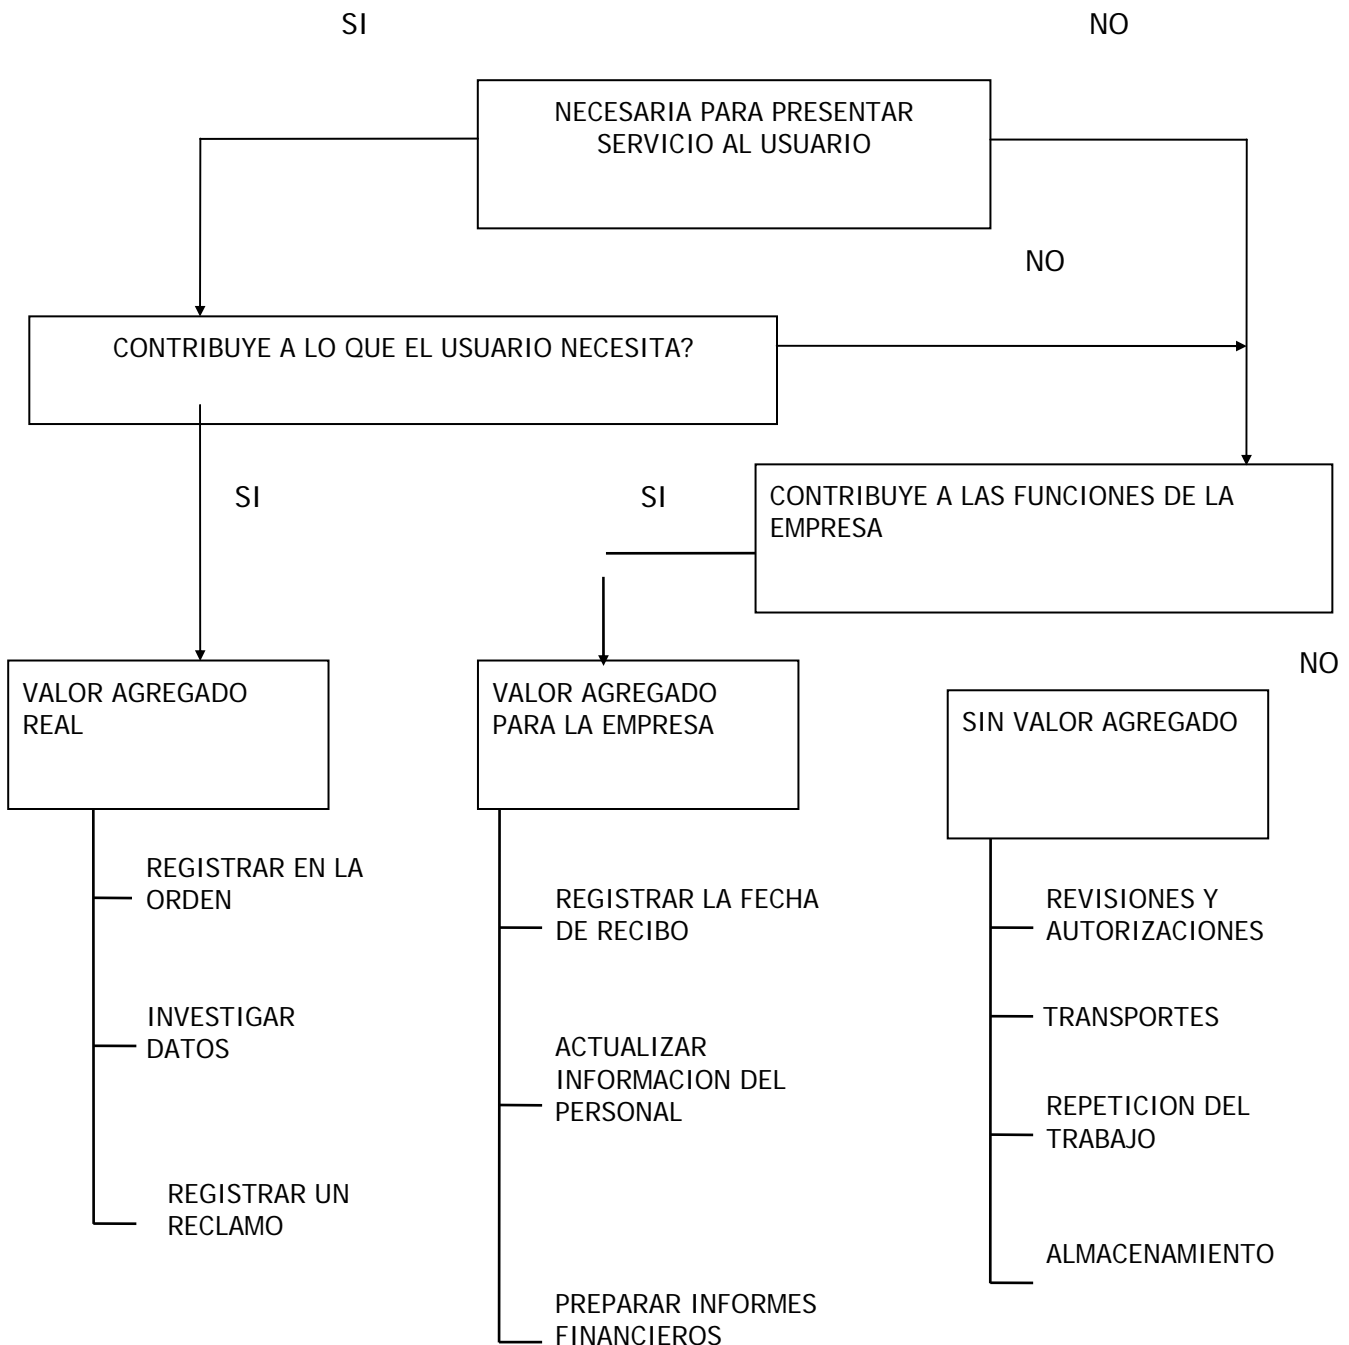 SI
NO
NECESARIA PARA PRESENTAR
SERVICIO AL USUARIO
NO
CONTRIBUYE A LO QUE EL USUARIO NECESITA?
SI
SI
CONTRIBUYE A LAS FUNCIONES DE LA
EMPRESA
NO
VALOR AGREGADO
REAL
VALOR AGREGADO
PARA LA EMPRESA
SIN VALOR AGREGADO
REGISTRAR EN LA
ORDEN
INVESTIGAR
DATOS
REGISTRAR UN
RECLAMO
REGISTRAR LA FECHA
DE RECIBO
ACTUALIZAR
INFORMACION DEL
PERSONAL
PREPARAR INFORMES
FINANCIEROS
REVISIONES Y
AUTORIZACIONES
TRANSPORTES
REPETICION DEL
TRABAJO
ALMACENAMIENTO